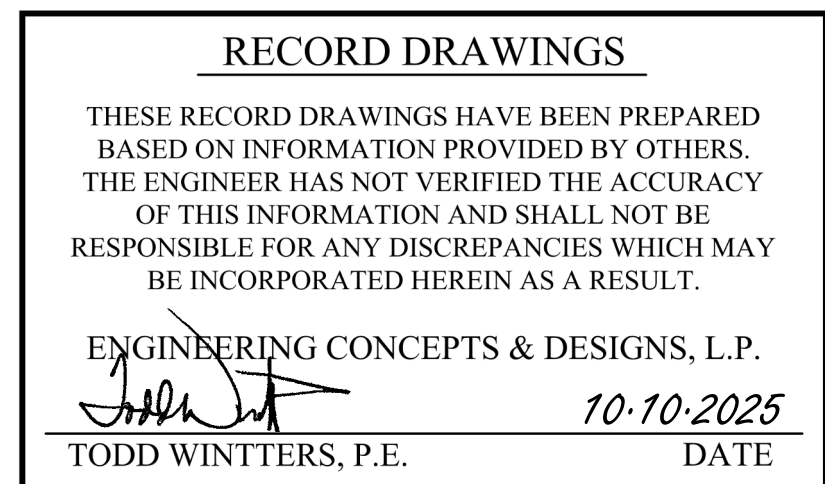 RECORD DRAWINGS
THESE RECORD DRAWINGS HAVE BEEN PREPARED
BASED ON INFORMATION PROVIDED BY OTHERS.
THE ENGINEER HAS NOT VERIFIED THE ACCURACY
OF THIS INFORMATION AND SHALL NOT BE
RESPONSIBLE FOR ANY DISCREPANCIES WHICH MAY
BE INCORPORATED HEREIN AS A RESULT.
ENGINEERING CONCEPTS & DESIGNS, L.P.
10·10·2025
TODD WINTTERS, P.E. DATE